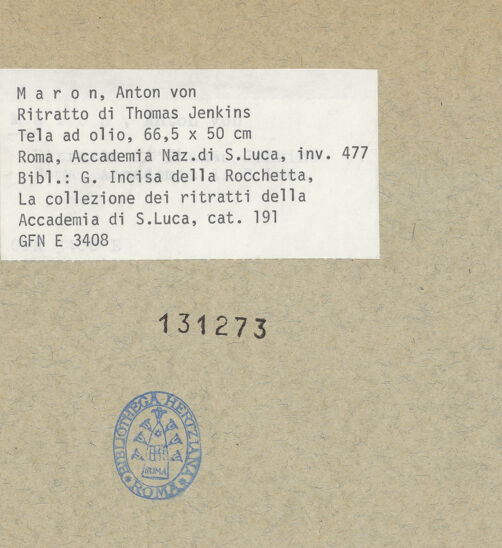 M a r o n, Anton von
Ritratto di Thomas Jenkins
Tela ad olio, 66,5 x 50 cm
Roma, Accademia Naz.di S.Luca, inv. 477
Bibl.: G. Incisa della Rocchetta,
La collezione dei ritratti della
Accademia di S.Luca, cat. 191
GFN E 3408
131273
BIBLIOTHECA HERTZIANA
ROMA
ROMA